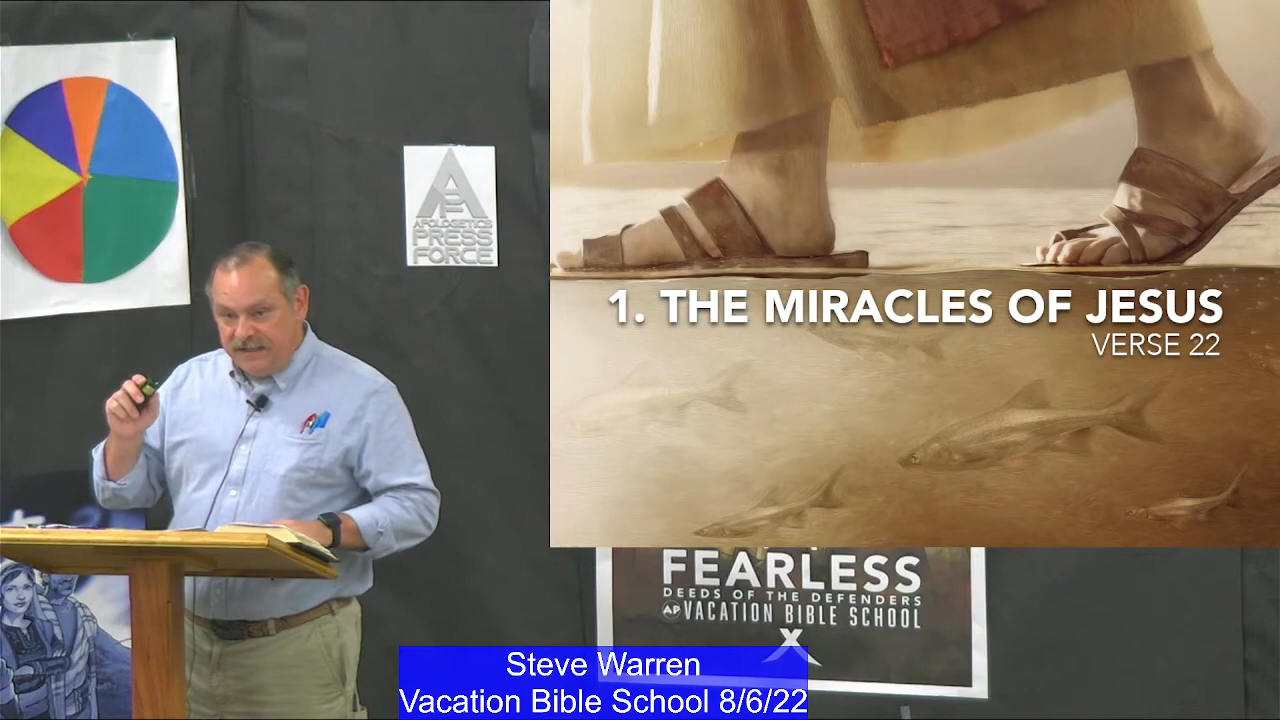 APOLOGETICS
PRESS
FORCE
1. THE MIRACLES OF JESUS
VERSE 22
FEARLESS
DEEDS OF THE DEFENDERS
AP VACATION BIBLE SCHOOL
Steve Warren
Vacation Bible School 8/6/22